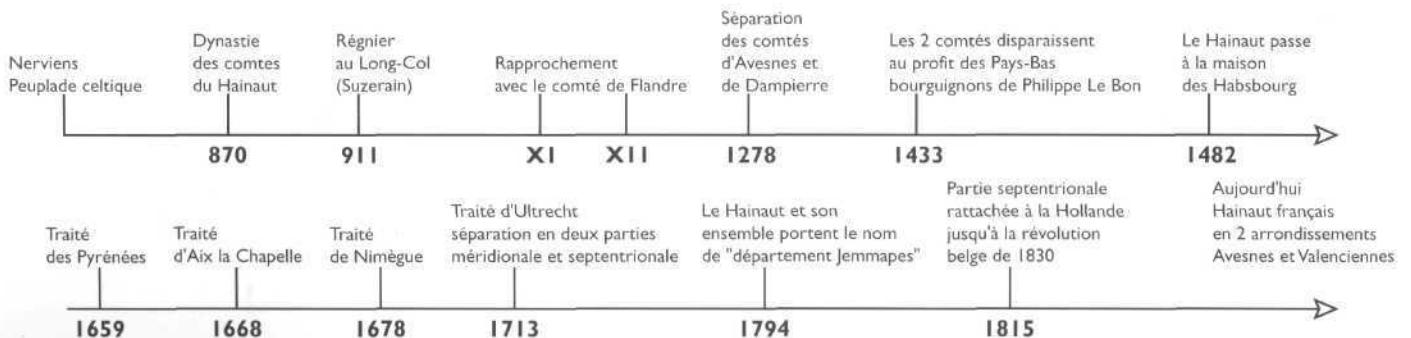 Nerviens
Peuplade celtique
Dynastie
des comtes
du Hainaut
870
Régnier
au Long-Col
(Suzerain)
911
Rapprochement
avec le comté de Flandre
XI
XII
Séparation
des comtés
d'Avesnes et
de Dampierre
1278
Les 2 comtés disparaissent
au profit des Pays-Bas
bourguignons de Philippe Le Bon
1433
Le Hainaut passe
à la maison
des Habsbourg
1482
Traité
des Pyrénées
1659
Traité
d'Aix la Chapelle
1668
Traité
de Nimègue
1678
Traité d'Ultrecht
séparation en deux parties
méridionale et septentrionale
1713
Le Hainaut et son
ensemble portent le nom
de "département Jemmapes"
1794
Partie septentrionale
rattachée à la Hollande
jusqu'à la révolution
belge de 1830
1815
Aujourd'hui
Hainaut français
en 2 arrondissements
Avesnes et Valenciennes